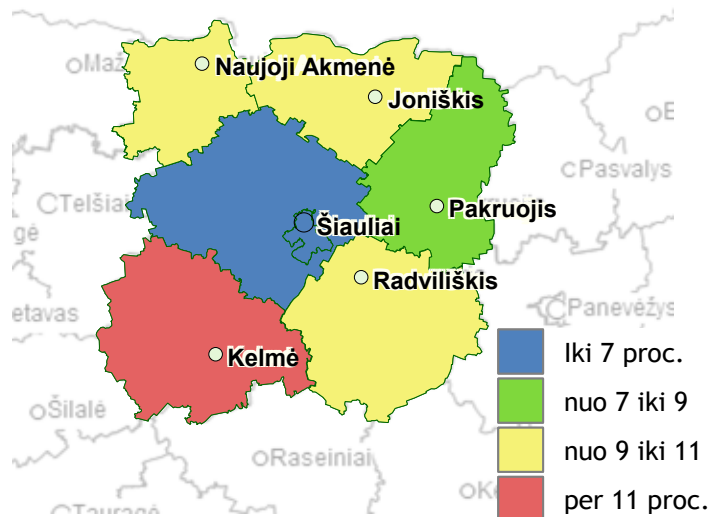 Naujoji Akmenė
Joniškis
Pasvalys
Telšiai
Pakruojis
Šiauliai
Radviliškis
Panevėžys
Kelmė
Šilalė
Raseiniai
Tauragė
Iki 7 proc.
nuo 7 iki 9
nuo 9 iki 11
per 11 proc.